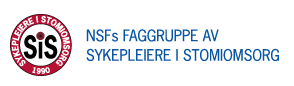 SYKEPLEIERE I STOMIOMSORG
SiS
1990
NSFs FAGGRUPPE AV
SYKEPLEIERE I STOMIOMSORG